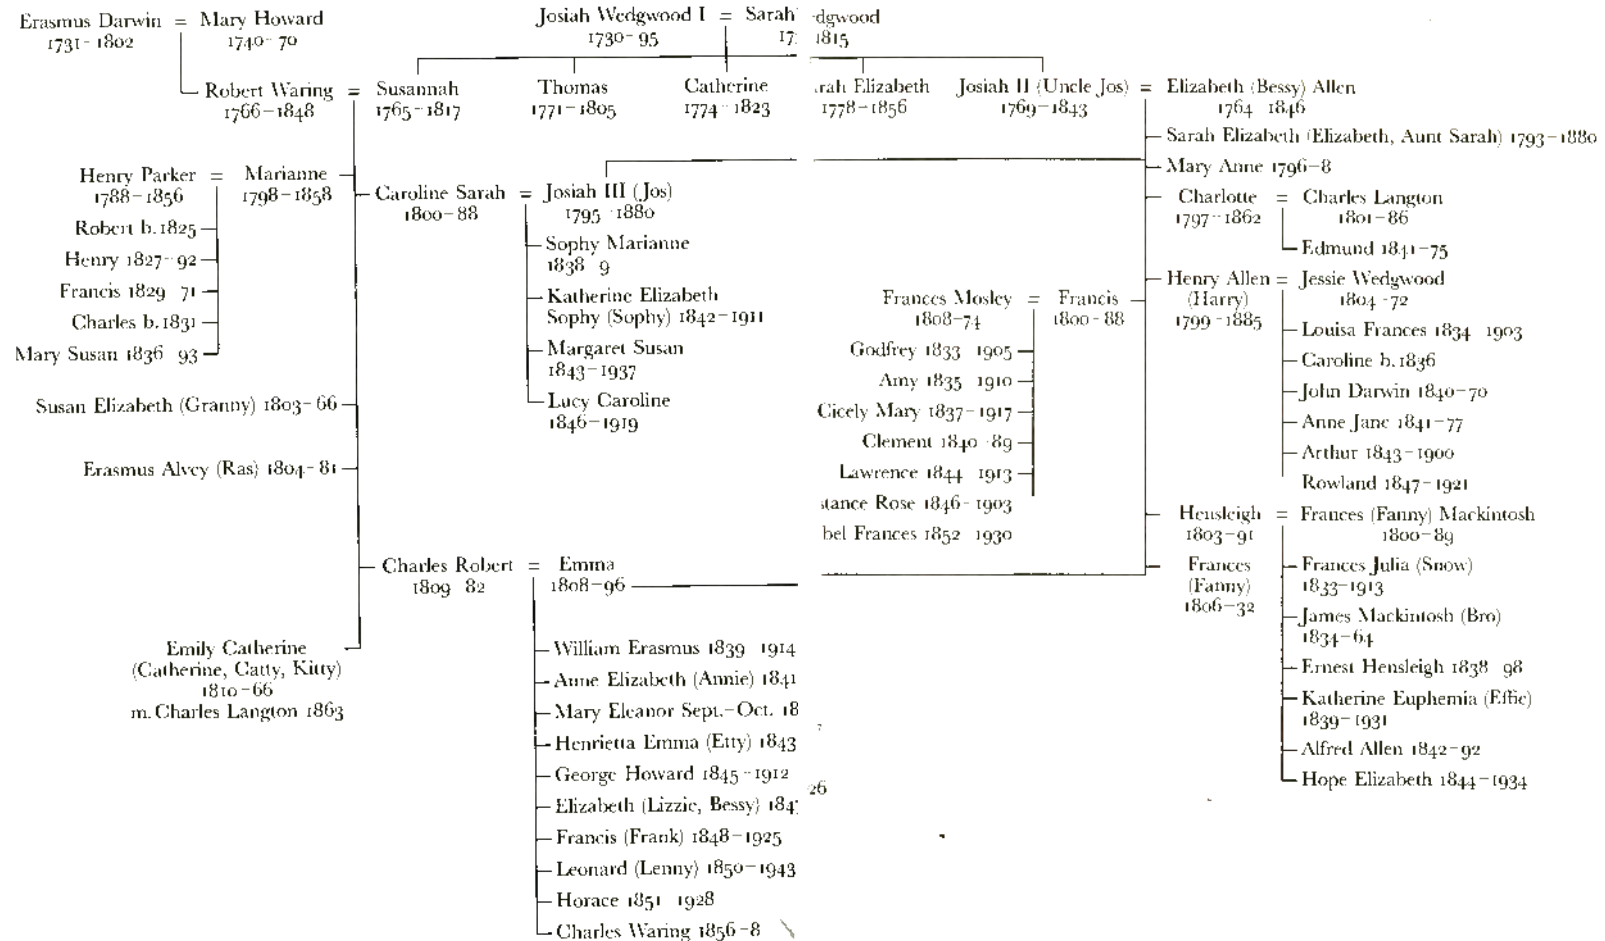 Erasmus Darwin = Mary Howard
1731-1802 1740-70
Josiah Wedgwood I = Sarah dgwood
1730-95 17 1815
Robert Waring = Susannah
1766-1848 1765-1817
Thomas
1771-1805
Catherine
1774 1823
rah Elizabeth
1778-1856
Josiah II (Uncle Jos) = Elizabeth (Bessy) Allen
1769-1843 1764 1846
Sarah Elizabeth (Elizabeth, Aunt Sarah) 1793-1880
Mary Anne 1796-8
Henry Parker = Marianne
1788-1856 1798-1858
Robert b.1825
Henry 1827-92
Francis 1829 71
Charles b.1831
Mary Susan 1836 93
Caroline Sarah = Josiah III (Jos)
1800-88 1795 1880
Sophy Marianne
1838 9
Katherine Elizabeth
Sophy (Sophy) 1842-1911
Margaret Susan
1843-1937
Lucy Caroline
1846-1919
Charlotte = Charles Langton
1797-1862 1801-86
Edmund 1841-75
Frances Mosley = Francis
1808-74 1800-88
Godfrey 1833 1905
Amy 1835 1910
Cicely Mary 1837-1917
Clement 1840-89
Lawrence 1844 1913
stance Rose 1846-1903
bel Frances 1852 1930
Henry Allen = Jessie Wedgwood
(Harry) 1804-72
1799-1885
Louisa Frances 1834 1903
Caroline b.1836
John Darwin 1840-70
Anne Jane 1841-77
Arthur 1843-1900
Rowland 1847-1921
Susan Elizabeth (Granny) 1803-66
Erasmus Alvey (Ras) 1804-81
Hensleigh = Frances (Fanny) Mackintosh
1803-91 1800-89
Frances
(Fanny)
1806-32
Frances Julia (Snow)
1833-1913
James Mackintosh (Bro)
1834-64
Ernest Hensleigh 1838 98
Katherine Euphemia (Effie)
1839-1931
Alfred Allen 1842-92
Hope Elizabeth 1844-1934
Charles Robert = Emma
1809 82 1808-96
William Erasmus 1839 1914
Anne Elizabeth (Annie) 1841
Mary Eleanor Sept.-Oct. 18
Henrietta Emma (Etty) 1843
George Howard 1845-1912
Elizabeth (Lizzie, Bessy) 184 26
Francis (Frank) 1848-1925
Leonard (Lenny) 1850-1943
Horace 1851 1928
Charles Waring 1856-8
Emily Catherine
(Catherine, Catty, Kitty)
1810-66
m. Charles Langton 1863